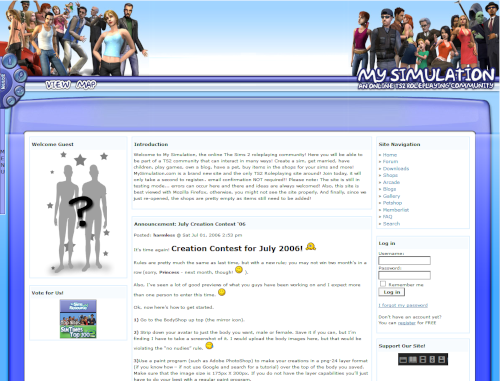 MY SIMULATION
AN ONLINE TS2 ROLEPLAYING COMMUNITY
VIEW MAP
MENU
Welcome Guest
Vote for Us!
Introduction
Welcome to My Simulation, the online The Sims 2 roleplaying community! Here you will be able to
be part of a TS2 community that can interact in many ways! Create a sim, get married, have
children, play games, own a blog, have a pet, buy items in the shops for your sims and more!
MySimulation.com is a brand new site and the only TS2 Roleplaying site around! Join today, it will
only take a second to register... email confirmation NOT required!! Please note: The site is still in
testing mode... errors can occur here and there and ideas are always welcomed! Also, this site is
best viewed with Mozilla Firefox, otherwise, you might not see the site properly. And finally, since we
just re-opened, the shops are pretty empty as items still need to be added!
Announcement: July Creation Contest '06
Posted: harmless @ Sat Jul 01, 2006 2:53 pm
It's time again! Creation Contest for July 2006!
Rules are pretty much the same as last time, but with a new rule: you may not win two month's in a
row (sorry, Princess - next month, though! ).
Also, I've seen a lot of good preview of what you guys have been working on and I expect more
than one person to enter this time.
Ok, now here's how to get started.
1) Go to the BodyShop up top (the mirror icon).
2) Strip down your avatar to just the body you want, male or female. Save it if you can, but I'm
finding I have to take a screenshot of it. I would upload the body images here, but that would be
violating the "no nudies" rule.
3)Use a paint program (such as Adobe PhotoShop) to make your creations in a png-24 layer format
(if you know how - if not use Google and search for a tutorial) over the top of the body you saved.
Make sure that the image size is 175px X 300px. If you do not have the layer capabilities you'll just
have to do your best with a regular paint program.
Site Navigation
» Home
» Forum
» Downloads
» Shops
» Arcade
» Blogs
» Gallery
» Petshop
» Memberlist
» FAQ
» Search
Log in
Username:
Password:
Remember me
Log in
I forgot my password
Don't have an account yet?
You can register for FREE
Support Our Site!